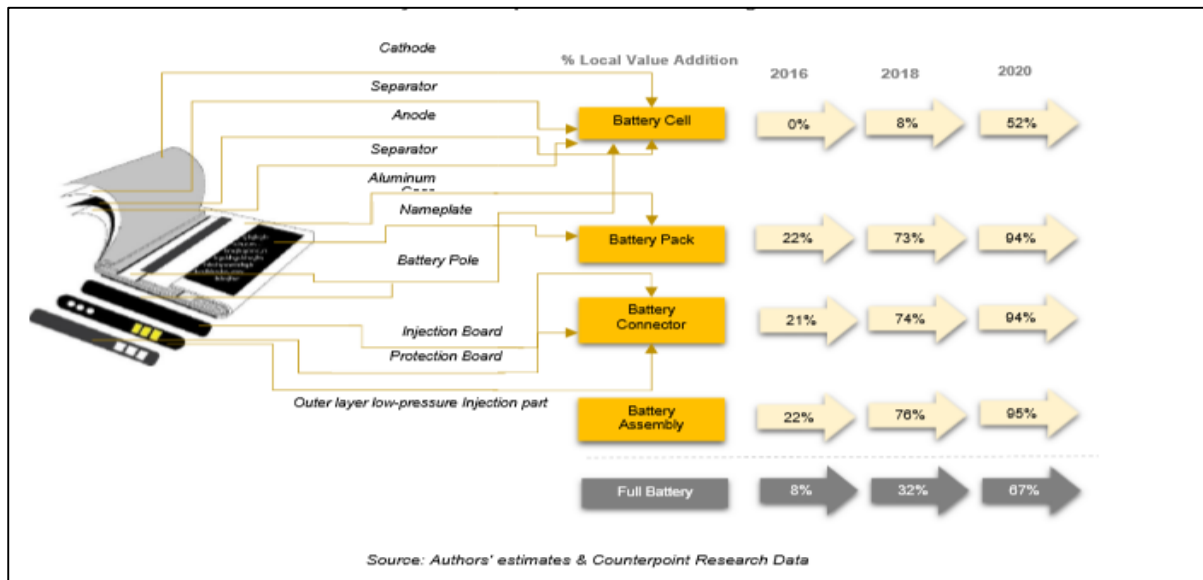 Cathode
% Local Value Addition
2016
2018
2020
Separator
Anode
Battery Cell
0%
8%
52%
Separator
Aluminum
Nameplate
Battery Pack
22%
73%
94%
Battery Pole
Battery
Connector
21%
74%
94%
Injection Board
Protection Board
Outer layer low-pressure Injection part
Battery
Assembly
22%
76%
95%
Full Battery
8%
32%
67%
Source: Authors' estimates & Counterpoint Research Data